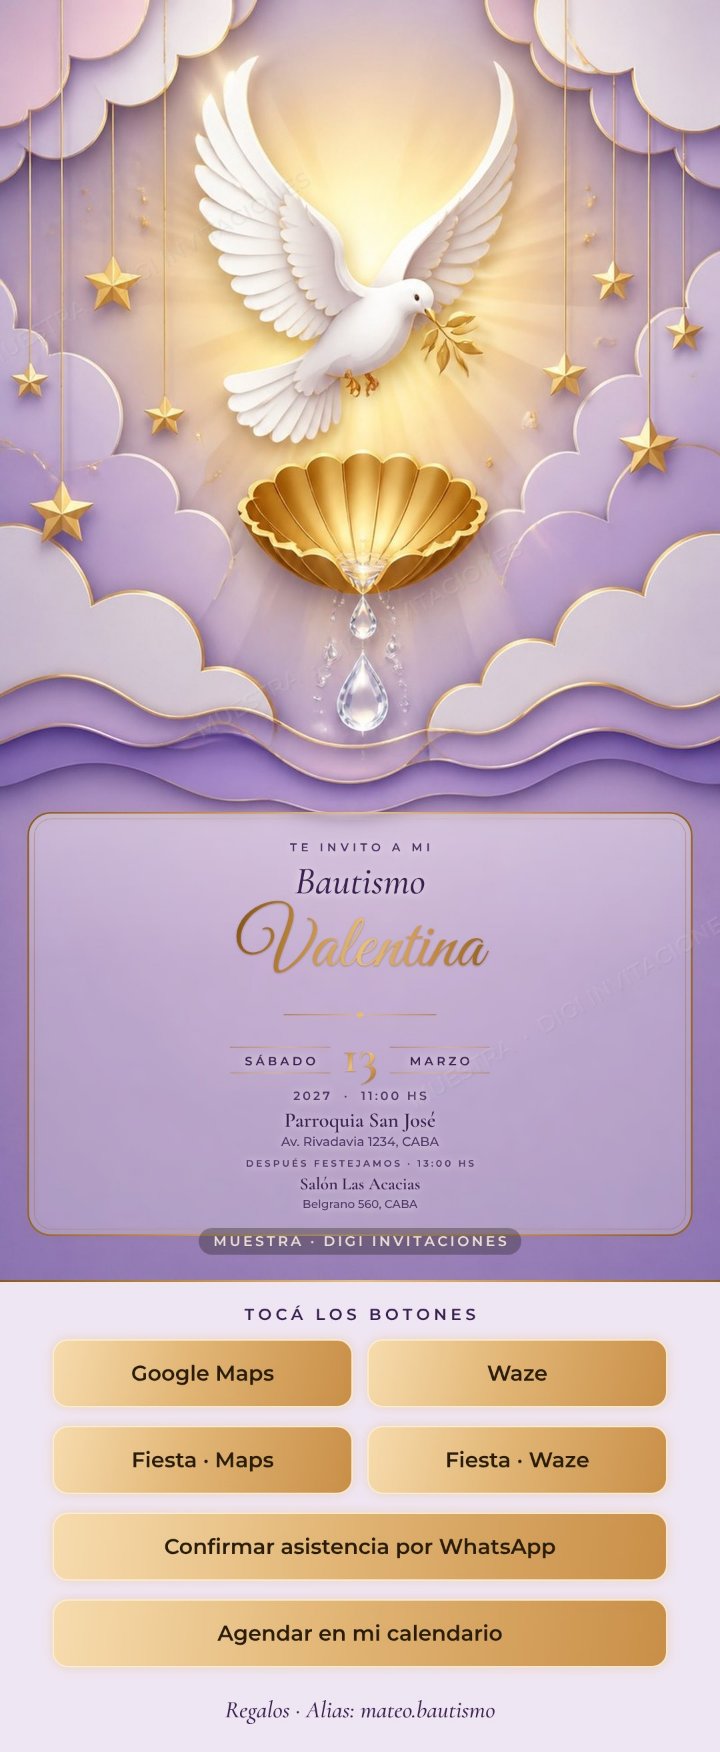 TE INVITO A MI
Bautismo
Valentina
SÁBADO 13 MARZO
2027 · 11:00 HS
Parroquia San José
Av. Rivadavia 1234, CABA
DESPUÉS FESTEJAMOS · 13:00 HS
Salón Las Acacias
Belgrano 560, CABA
MUESTRA · DIGI INVITACIONES
TOCÁ LOS BOTONES
Google Maps
Waze
Fiesta · Maps
Fiesta · Waze
Confirmar asistencia por WhatsApp
Agendar en mi calendario
Regalos · Alias: mateo.bautismo